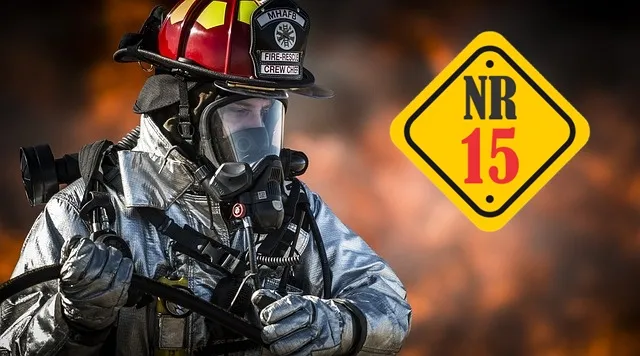 MHAFB
FIRE-RESCUE
CREW CHIEF
NR
15